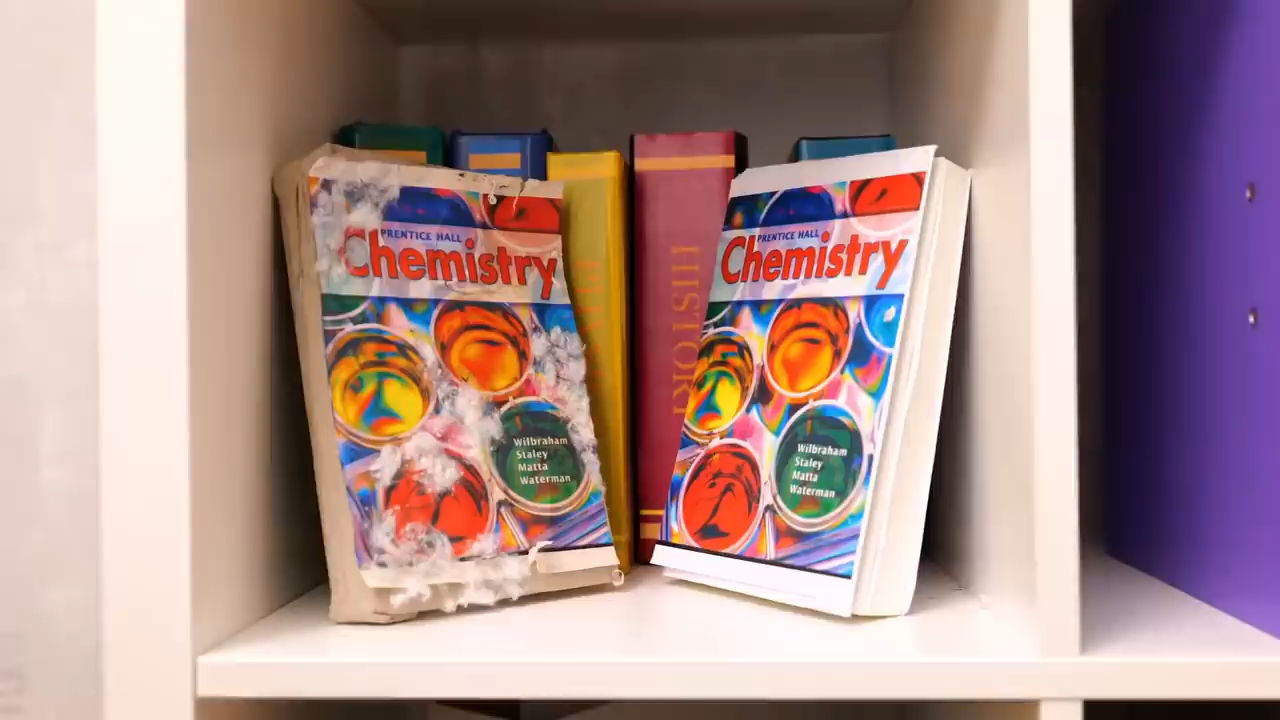 PRENTICE HALL
Chemistry
Wilbraham
Staley
Matta
Waterman
HISTORY
PRENTICE HALL
Chemistry
Wilbraham
Staley
Matta
Waterman